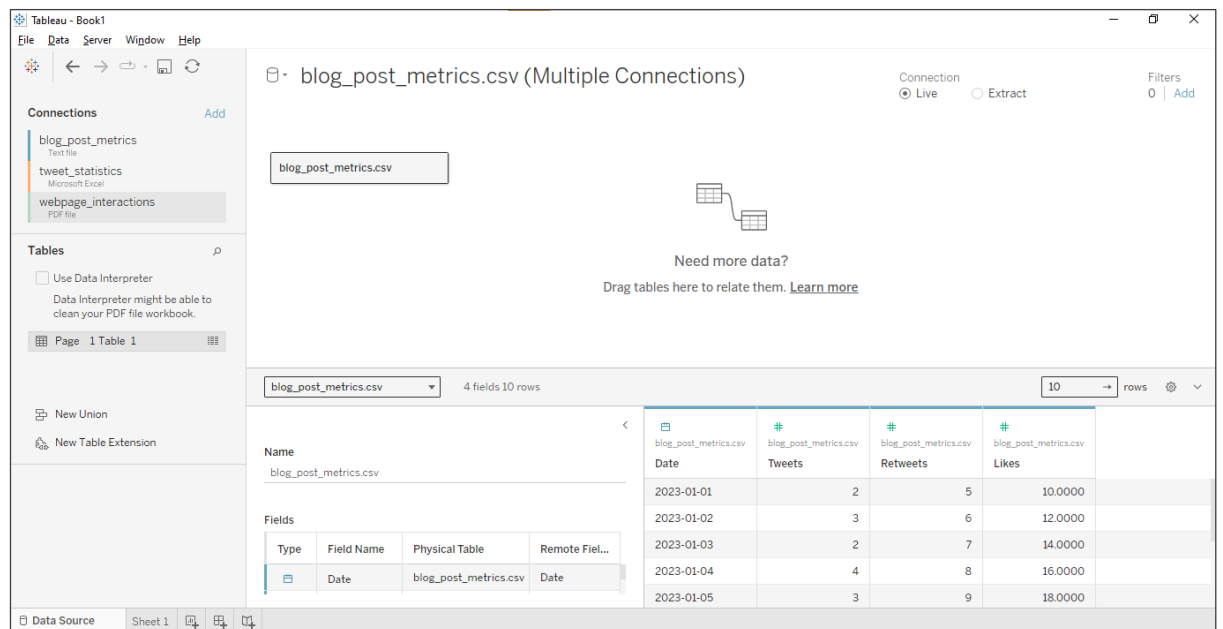 Tableau - Book1
File Data Server Window Help
blog_post_metrics.csv (Multiple Connections)
Connection
Live
Extract
Filters
0 | Add
Connections
Add
blog_post_metrics
Text file
tweet_statistics
Microsoft Excel
webpage_interactions
PDF file
blog_post_metrics.csv
Need more data?
Drag tables here to relate them. Learn more
Tables
Use Data Interpreter
Data Interpreter might be able to
clean your PDF file workbook.
Page 1 Table 1
New Union
New Table Extension
blog_post_metrics.csv
4 fields 10 rows
10 → rows
Name
blog_post_metrics.csv
Fields
Type Field Name Physical Table Remote Fiel...
Date blog_post_metrics.csv Date
blog_post_metrics.csv blog_post_metrics.csv blog_post_metrics.csv blog_post_metrics.csv
Date Tweets Retweets Likes
2023-01-01 2 5 10.0000
2023-01-02 3 6 12.0000
2023-01-03 2 7 14.0000
2023-01-04 4 8 16.0000
2023-01-05 3 9 18.0000
Data Source Sheet 1